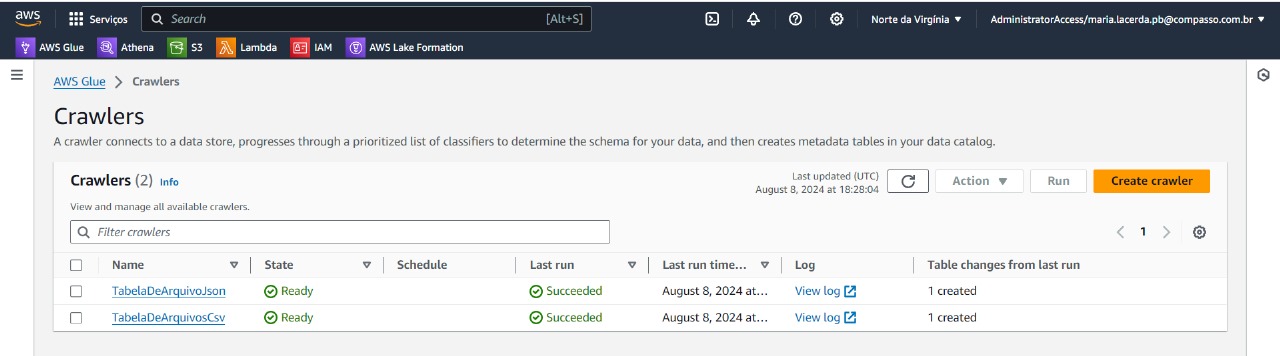 aws
Services
Search
[Alt+S]
Norte da Virgínia
AdministratorAccess/maria.lacerda.pb@compasso.com.br
AWS Glue
Athena
S3
Lambda
IAM
AWS Lake Formation
AWS Glue > Crawlers
Crawlers
A crawler connects to a data store, progresses through a prioritized list of classifiers to determine the schema for your data, and then creates metadata tables in your data catalog.
Crawlers (2) Info
Last updated (UTC)
August 8, 2024 at 18:28:04
Action
Run
Create crawler
View and manage all available crawlers.
Filter crawlers
1
Name State Schedule Last run Last run time... Log Table changes from last run
TabelaDeArquivoJson Ready Succeeded August 8, 2024 at... View log 1 created
TabelaDeArquivosCsv Ready Succeeded August 8, 2024 at... View log 1 created